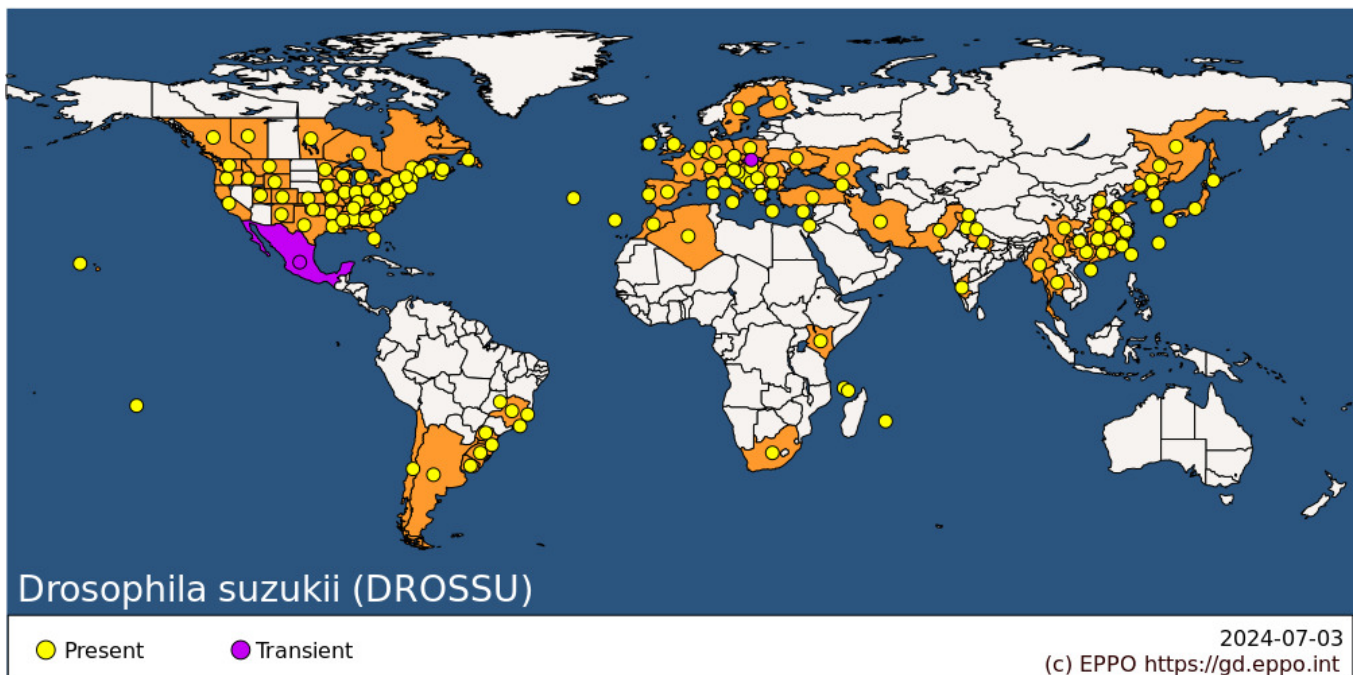 Drosophila suzukii (DROSSU)
Present
Transient
2024-07-03
(c) EPPO https://gd.eppo.int